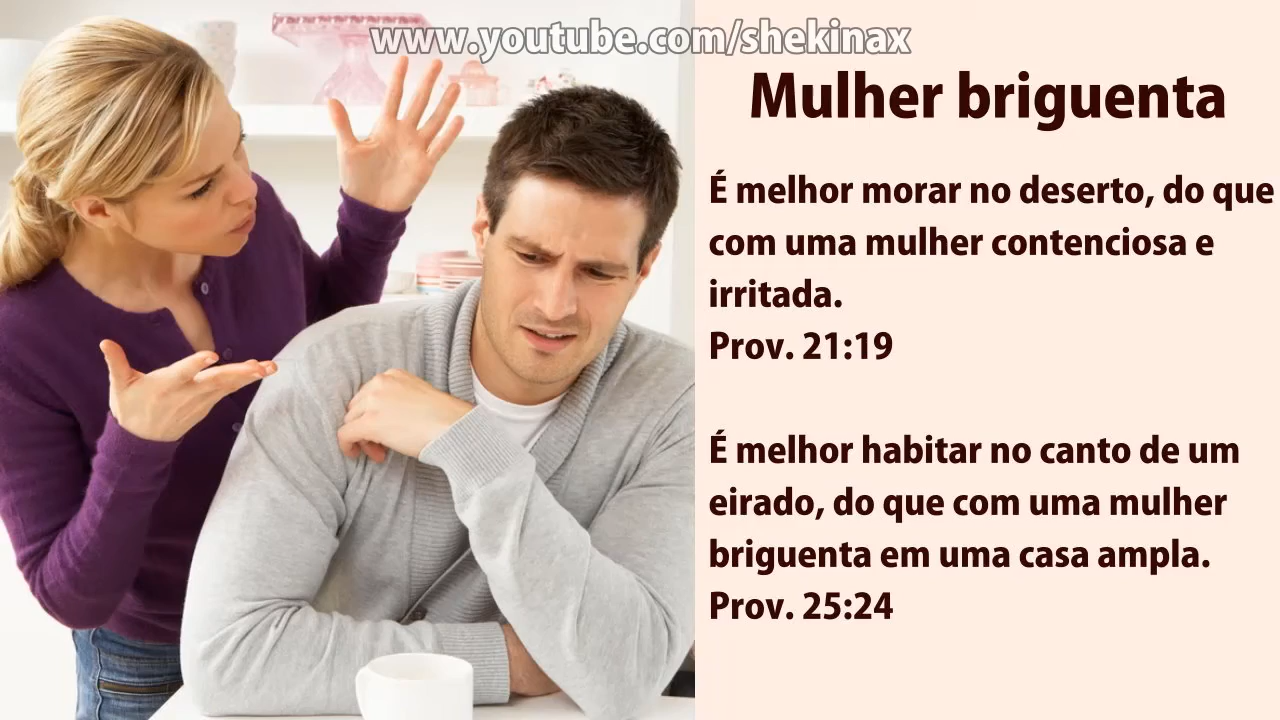 www.youtube.com/shekinax
Mulher briguenta
É melhor morar no deserto, do que
com uma mulher contenciosa e
irritada.
Prov. 21:19
É melhor habitar no canto de um
eirado, do que com uma mulher
briguenta em uma casa ampla.
Prov. 25:24